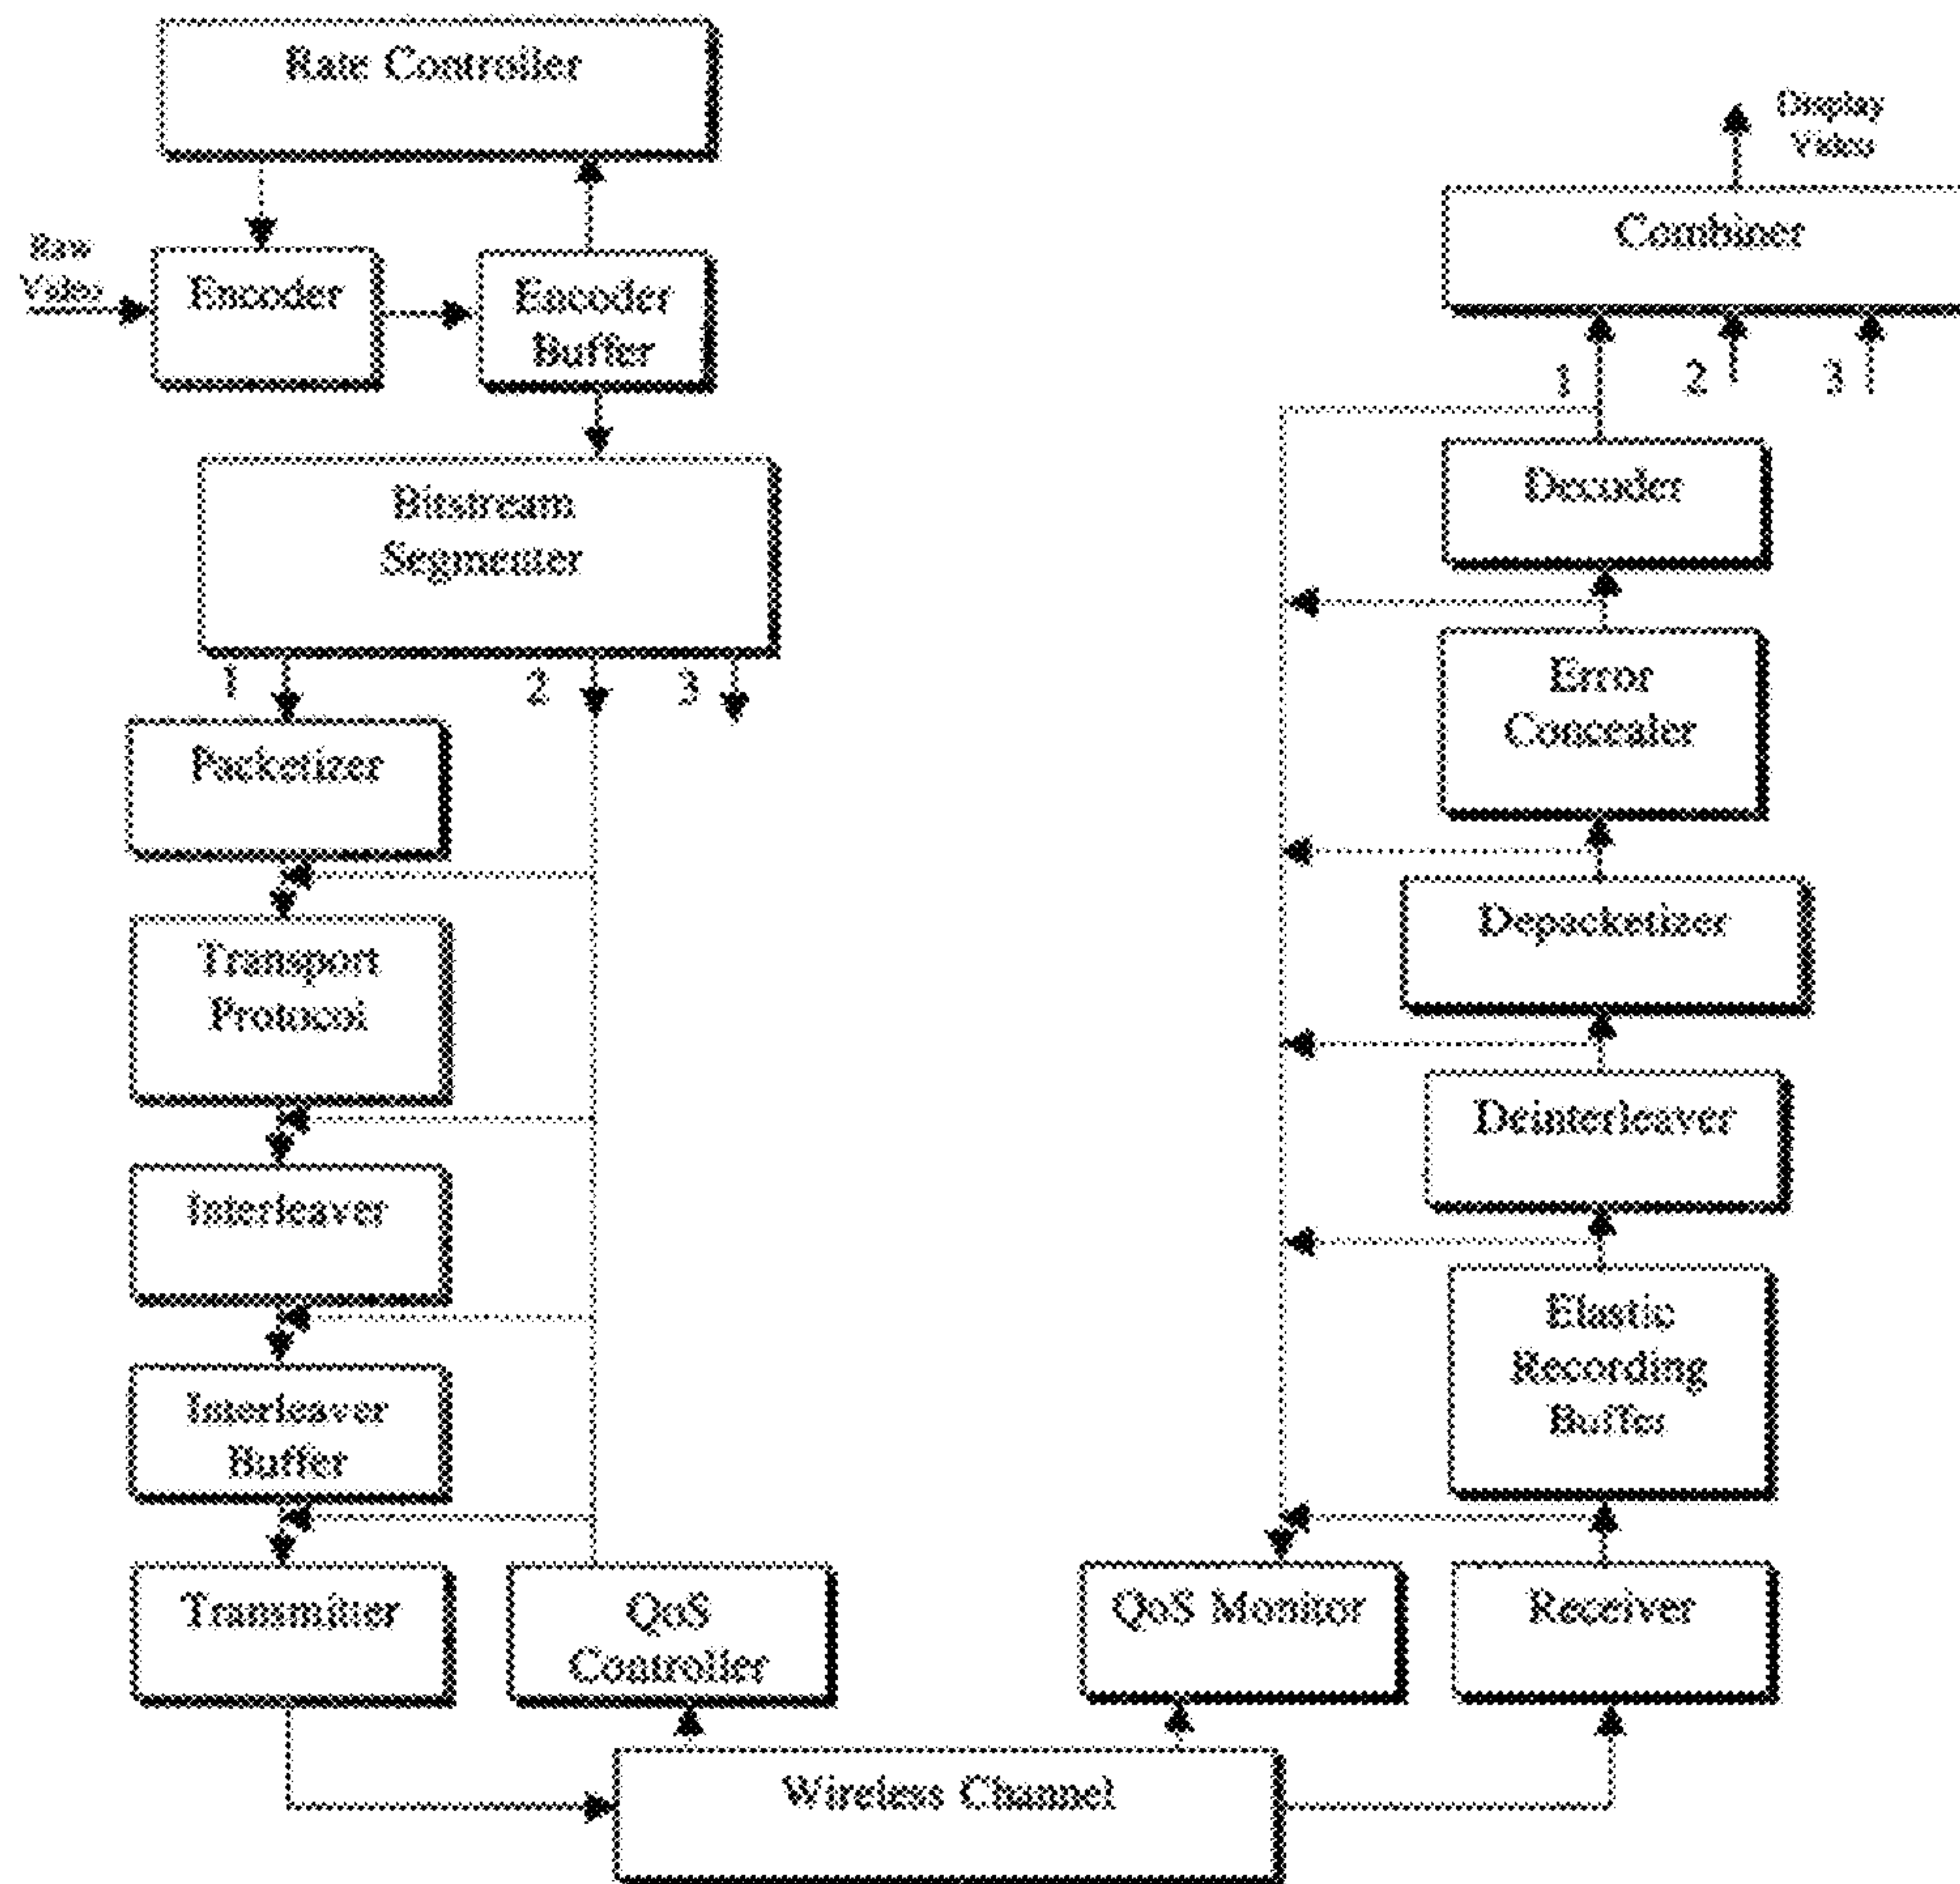 Rate Controller
Raw
Video
Encoder
Encoder
Buffer
Bitstream
Segmenter
1
2
3
Packetizer
Transport
Protocol
Interleaver
Interleaver
Buffer
Transmitter
QoS
Controller
Wireless Channel
QoS Monitor
Receiver
Elastic
Recording
Buffer
Deinterleaver
Depacketizer
Error
Concealer
Decoder
1
2
3
Combiner
Display
Video